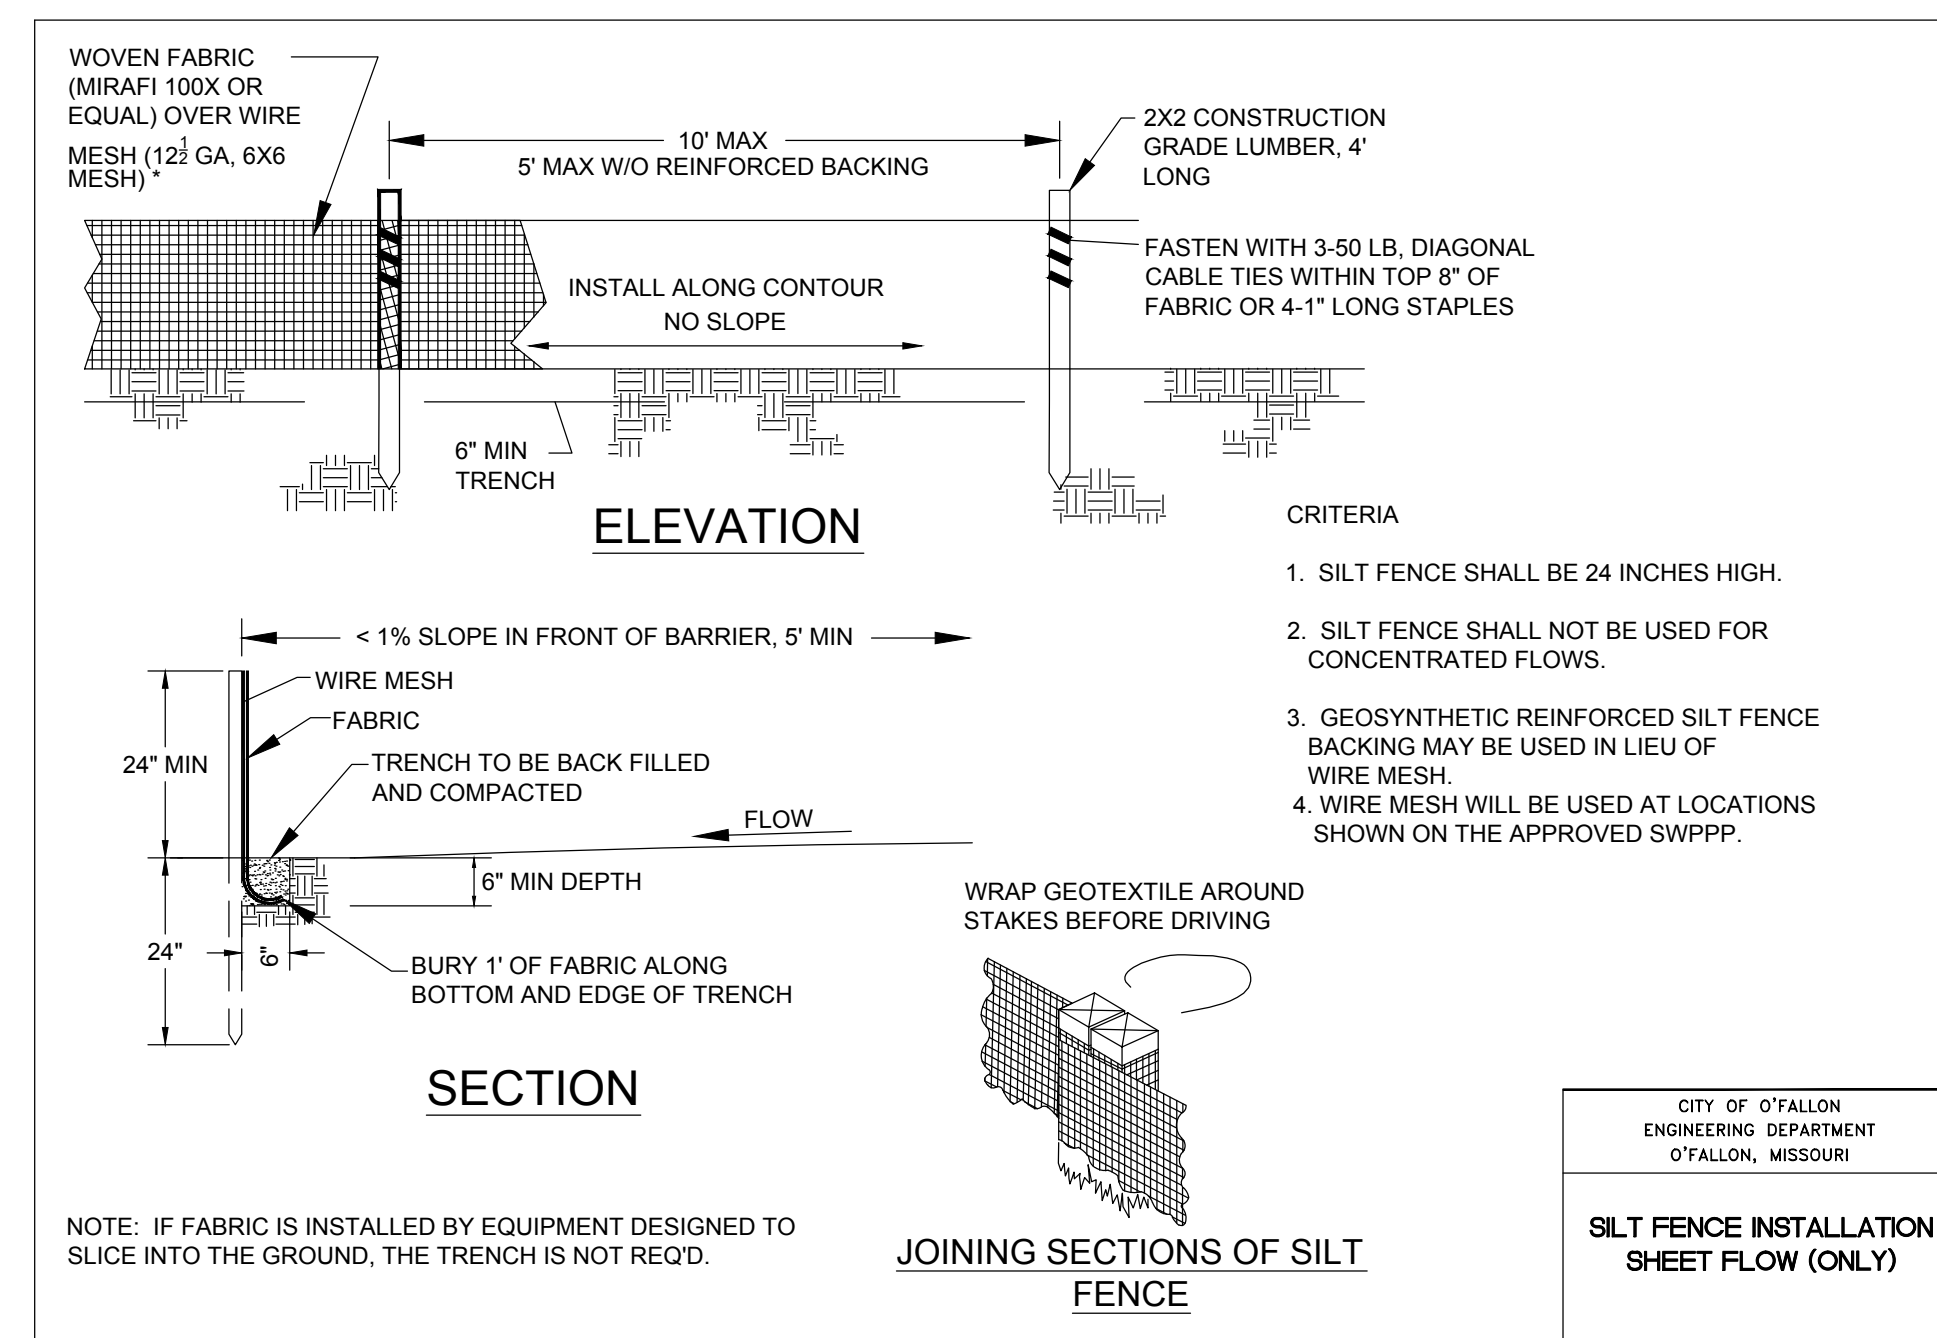 WOVEN FABRIC
(MIRAFI 100X OR
EQUAL) OVER WIRE
MESH (12½ GA, 6X6
MESH) *
10' MAX
5' MAX W/O REINFORCED BACKING
2X2 CONSTRUCTION
GRADE LUMBER, 4'
LONG
FASTEN WITH 3-50 LB, DIAGONAL
CABLE TIES WITHIN TOP 8" OF
FABRIC OR 4-1" LONG STAPLES
INSTALL ALONG CONTOUR
NO SLOPE
6" MIN
TRENCH
ELEVATION
CRITERIA
1. SILT FENCE SHALL BE 24 INCHES HIGH.
2. SILT FENCE SHALL NOT BE USED FOR
CONCENTRATED FLOWS.
3. GEOSYNTHETIC REINFORCED SILT FENCE
BACKING MAY BE USED IN LIEU OF
WIRE MESH.
4. WIRE MESH WILL BE USED AT LOCATIONS
SHOWN ON THE APPROVED SWPPP.
< 1% SLOPE IN FRONT OF BARRIER, 5' MIN
WIRE MESH
FABRIC
24" MIN
TRENCH TO BE BACK FILLED
AND COMPACTED
FLOW
6" MIN DEPTH
24"
6"
BURY 1' OF FABRIC ALONG
BOTTOM AND EDGE OF TRENCH
SECTION
WRAP GEOTEXTILE AROUND
STAKES BEFORE DRIVING
JOINING SECTIONS OF SILT
FENCE
NOTE: IF FABRIC IS INSTALLED BY EQUIPMENT DESIGNED TO
SLICE INTO THE GROUND, THE TRENCH IS NOT REQ'D.
CITY OF O'FALLON
ENGINEERING DEPARTMENT
O'FALLON, MISSOURI
SILT FENCE INSTALLATION
SHEET FLOW (ONLY)